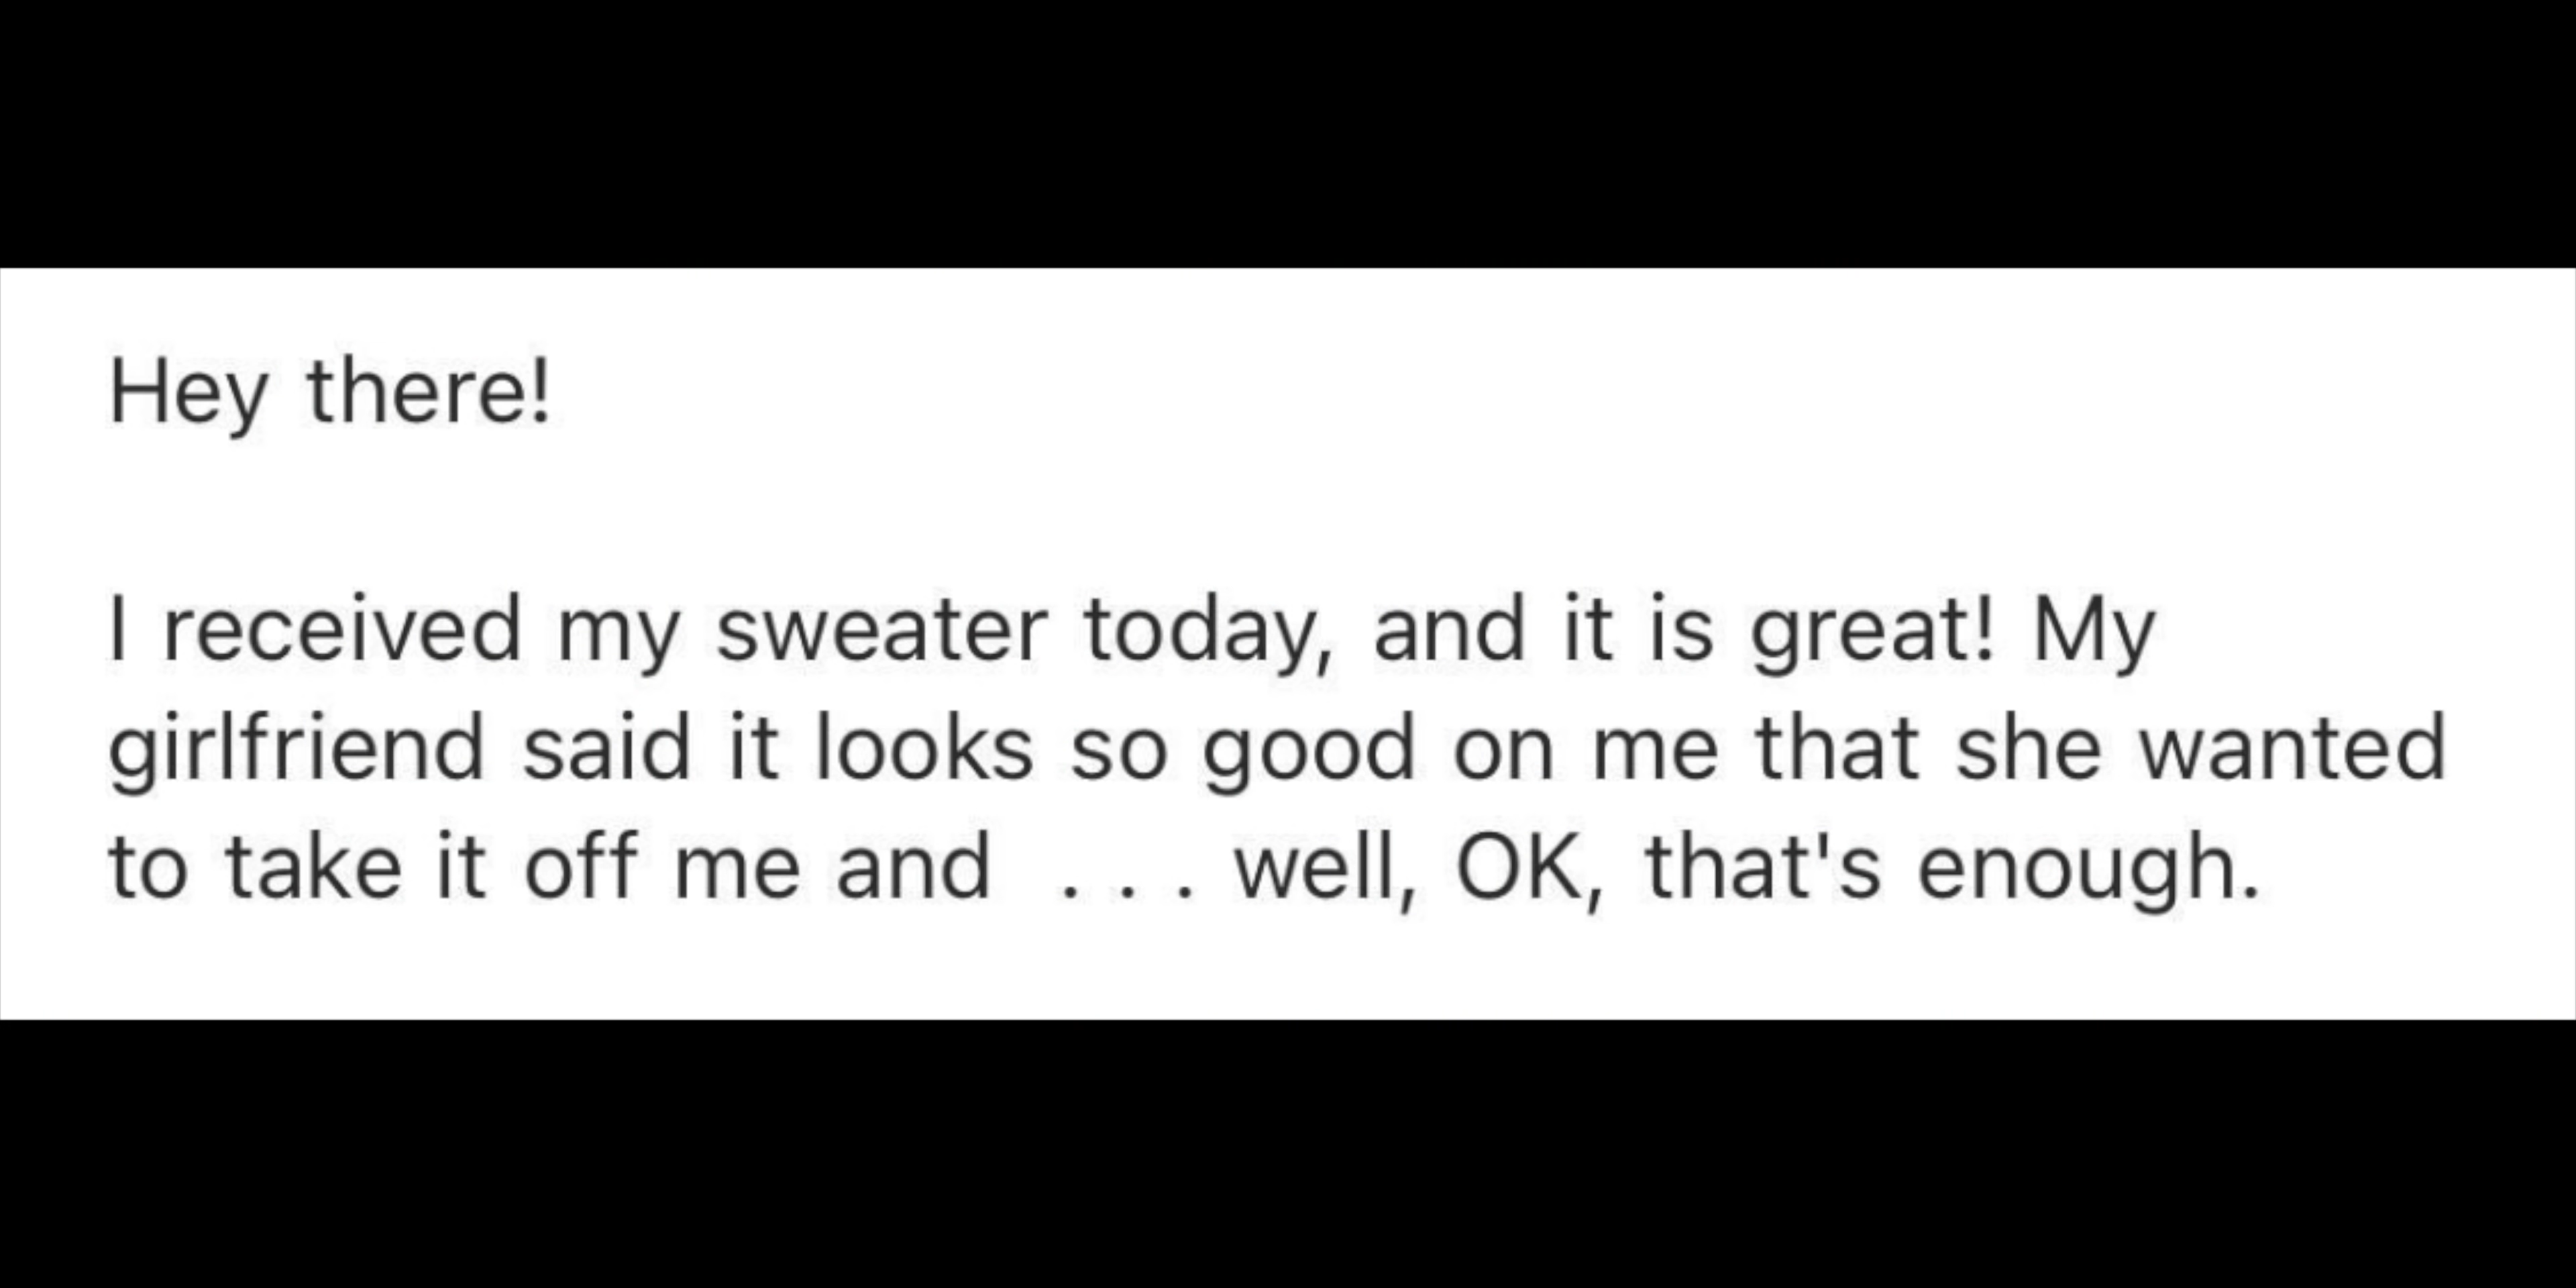 Hey there!
I received my sweater today, and it is great! My
girlfriend said it looks so good on me that she wanted
to take it off me and  . . . well, OK, that's enough.